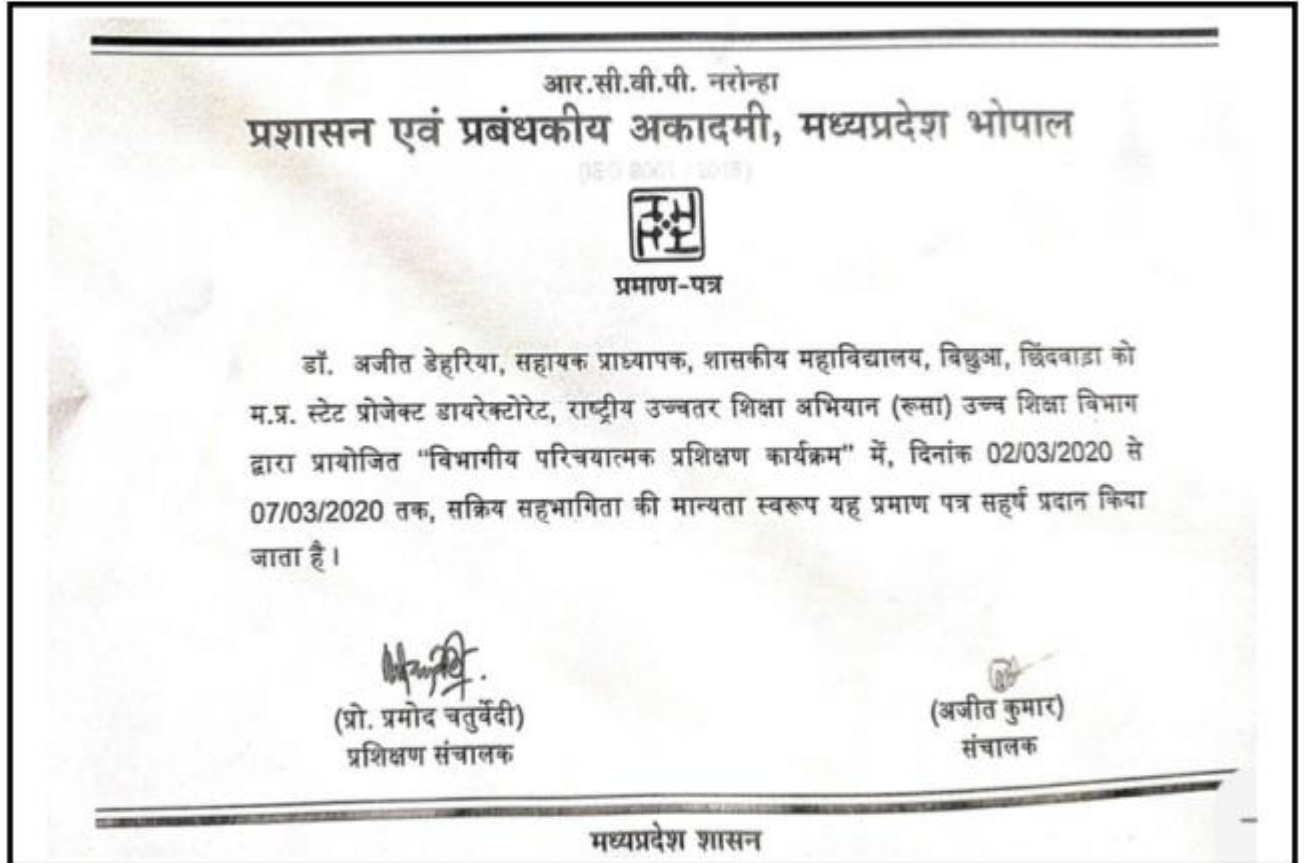 आर.सी.वी.पी. नरोन्हा
प्रशासन एवं प्रबंधकीय अकादमी, मध्यप्रदेश भोपाल
प्रमाण-पत्र
डॉ. अजीत डेहरिया, सहायक प्राध्यापक, शासकीय महाविद्यालय, बिछुआ, छिंदवाड़ा को
म.प्र. स्टेट प्रोजेक्ट डायरेक्टोरेट, राष्ट्रीय उच्चतर शिक्षा अभियान (रूसा) उच्च शिक्षा विभाग
द्वारा प्रायोजित "विभागीय परिचयात्मक प्रशिक्षण कार्यक्रम" में, दिनांक 02/03/2020 से
07/03/2020 तक, सक्रिय सहभागिता की मान्यता स्वरूप यह प्रमाण पत्र सहर्ष प्रदान किया
जाता है।
(प्रो. प्रमोद चतुर्वेदी)
प्रशिक्षण संचालक
(अजीत कुमार)
संचालक
मध्यप्रदेश शासन